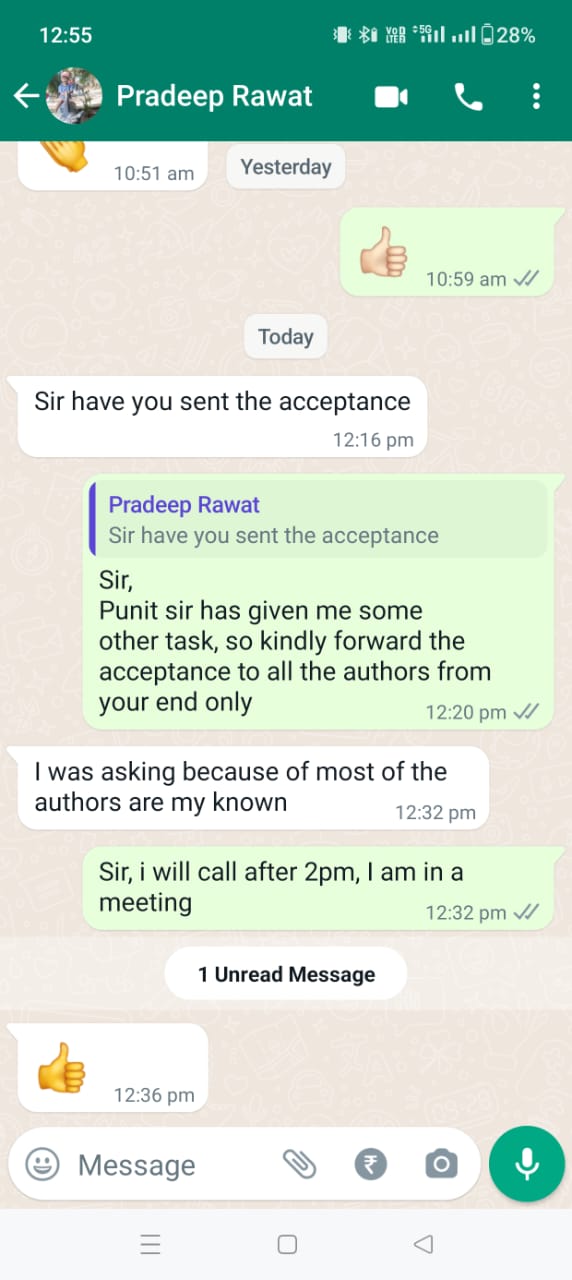 12:55
VoD LTE 5G 28%
Pradeep Rawat
10:51 am
Yesterday
10:59 am
Today
Sir have you sent the acceptance
12:16 pm
Pradeep Rawat
Sir have you sent the acceptance
Sir,
Punit sir has given me some
other task, so kindly forward the
acceptance to all the authors from
your end only
12:20 pm
I was asking because of most of the
authors are my known
12:32 pm
Sir, i will call after 2pm, I am in a
meeting
12:32 pm
1 Unread Message
12:36 pm
Message
₹